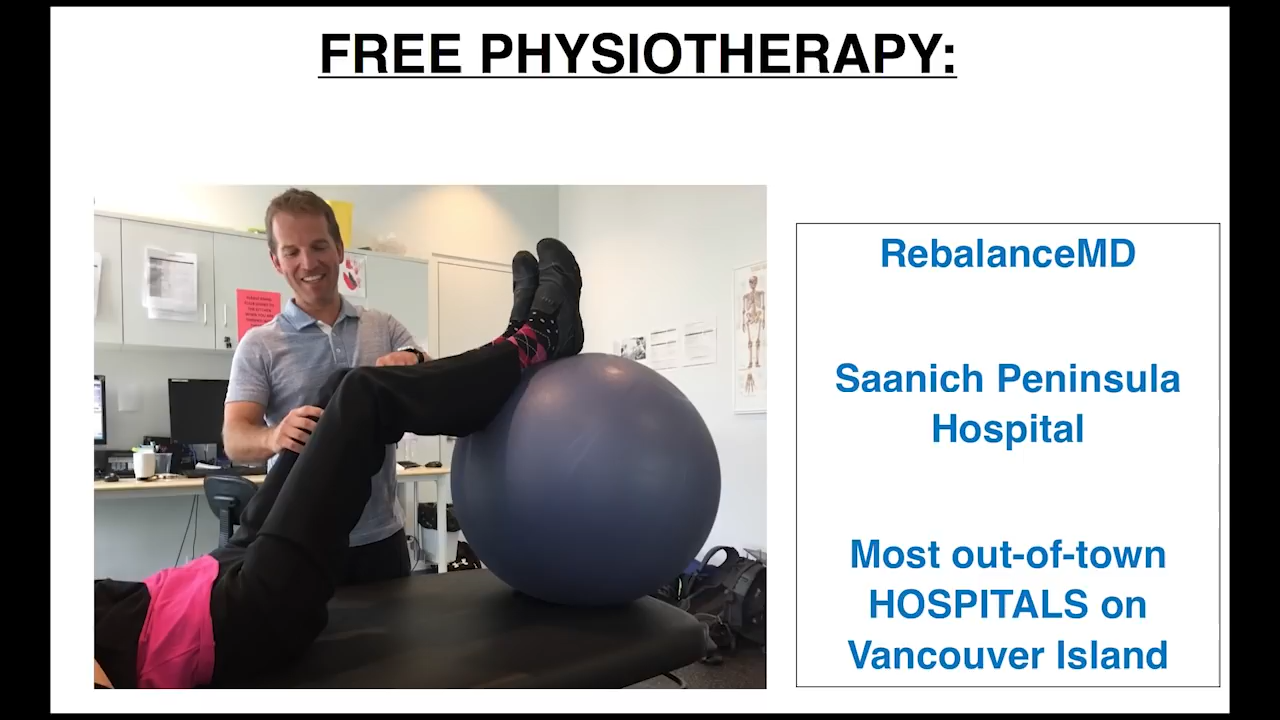 FREE PHYSIOTHERAPY:
RebalanceMD
Saanich Peninsula
Hospital
Most out-of-town
HOSPITALS on
Vancouver Island